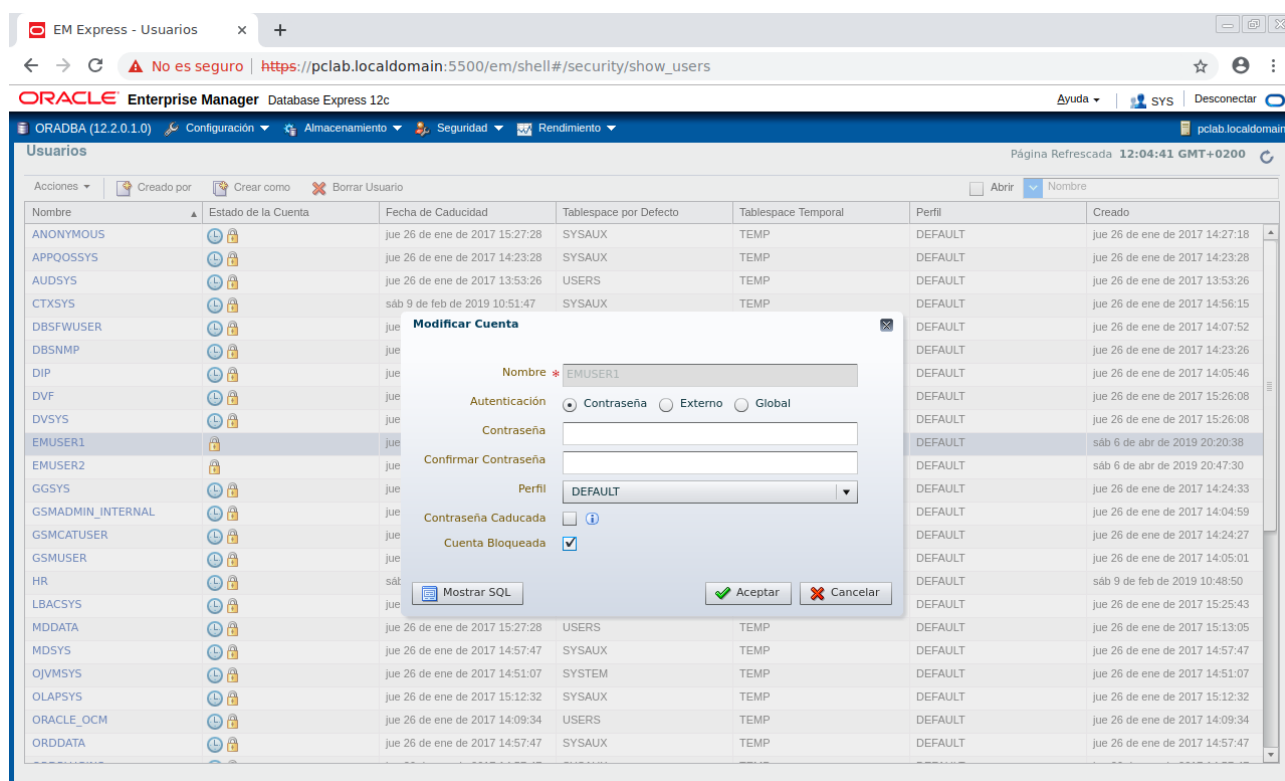 EM Express - Usuarios
No es seguro | https://pclab.localdomain:5500/em/shell#/security/show_users
ORACLE Enterprise Manager Database Express 12c Ayuda SYS Desconectar
ORADBA (12.2.0.1.0) Configuración Almacenamiento Seguridad Rendimiento pclab.localdomain
Usuarios Página Refrescada 12:04:41 GMT+0200
Acciones Creado por Crear como Borrar Usuario Abrir Nombre
Nombre Estado de la Cuenta Fecha de Caducidad Tablespace por Defecto Tablespace Temporal Perfil Creado
ANONYMOUS jue 26 de ene de 2017 15:27:28 SYSAUX TEMP DEFAULT jue 26 de ene de 2017 14:27:18
APPQOSSYS jue 26 de ene de 2017 14:23:28 SYSAUX TEMP DEFAULT jue 26 de ene de 2017 14:23:28
AUDSYS jue 26 de ene de 2017 13:53:26 USERS TEMP DEFAULT jue 26 de ene de 2017 13:53:26
CTXSYS sáb 9 de feb de 2019 10:51:47 SYSAUX TEMP DEFAULT jue 26 de ene de 2017 14:56:15
DBSFWUSER jue DEFAULT jue 26 de ene de 2017 14:07:52
DBSNMP jue DEFAULT jue 26 de ene de 2017 14:23:26
DIP jue DEFAULT jue 26 de ene de 2017 14:05:46
DVF jue DEFAULT jue 26 de ene de 2017 15:26:08
DVSYS jue DEFAULT jue 26 de ene de 2017 15:26:08
EMUSER1 jue DEFAULT sáb 6 de abr de 2019 20:20:38
EMUSER2 jue DEFAULT sáb 6 de abr de 2019 20:47:30
GGSYS jue DEFAULT jue 26 de ene de 2017 14:24:33
GSMADMIN_INTERNAL jue DEFAULT jue 26 de ene de 2017 14:04:59
GSMCATUSER jue DEFAULT jue 26 de ene de 2017 14:24:27
GSMUSER jue DEFAULT jue 26 de ene de 2017 14:05:01
HR sáb DEFAULT sáb 9 de feb de 2019 10:48:50
LBACSYS jue DEFAULT jue 26 de ene de 2017 15:25:43
MDDATA jue 26 de ene de 2017 15:27:28 USERS TEMP DEFAULT jue 26 de ene de 2017 15:13:05
MDSYS jue 26 de ene de 2017 14:57:47 SYSAUX TEMP DEFAULT jue 26 de ene de 2017 14:57:47
OJVMSYS jue 26 de ene de 2017 14:51:07 SYSTEM TEMP DEFAULT jue 26 de ene de 2017 14:51:07
OLAPSYS jue 26 de ene de 2017 15:12:32 SYSAUX TEMP DEFAULT jue 26 de ene de 2017 15:12:32
ORACLE_OCM jue 26 de ene de 2017 14:09:34 USERS TEMP DEFAULT jue 26 de ene de 2017 14:09:34
ORDDATA jue 26 de ene de 2017 14:57:47 SYSAUX TEMP DEFAULT jue 26 de ene de 2017 14:57:47
Modificar Cuenta
Nombre * EMUSER1
Autenticación Contraseña Externo Global
Contraseña
Confirmar Contraseña
Perfil DEFAULT
Contraseña Caducada
Cuenta Bloqueada
Mostrar SQL Aceptar Cancelar